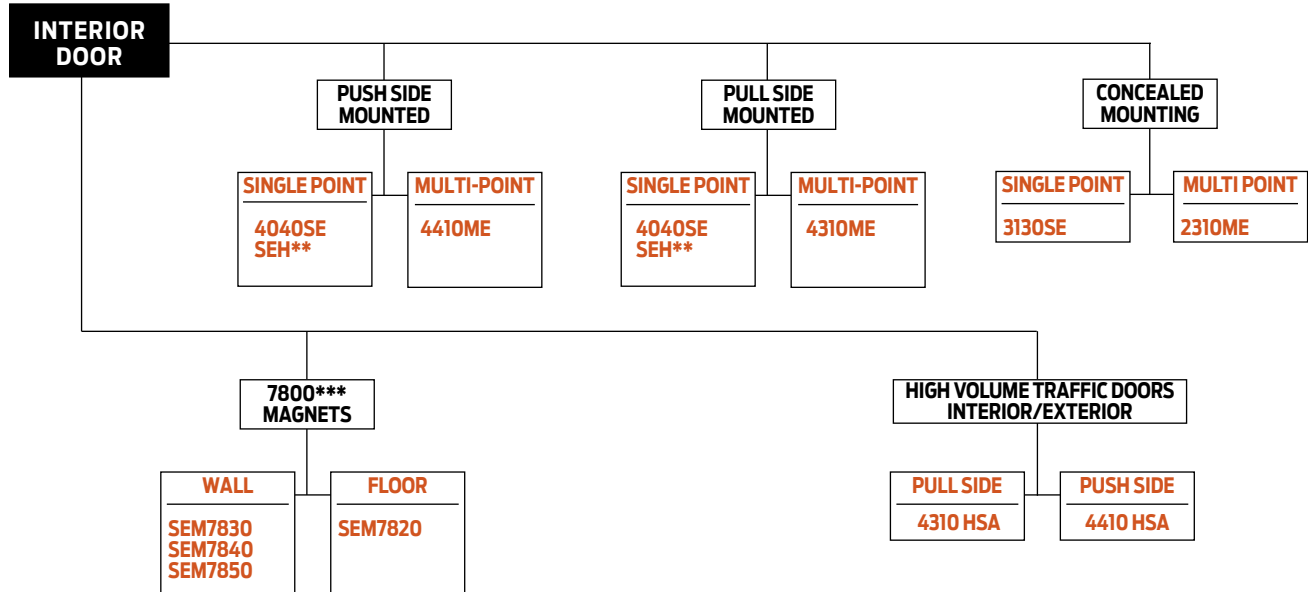 INTERIOR
DOOR
PUSH SIDE
MOUNTED
PULL SIDE
MOUNTED
CONCEALED
MOUNTING
SINGLE POINT
4040SE
SEH**
MULTI-POINT
4410ME
SINGLE POINT
4040SE
SEH**
MULTI-POINT
4310ME
SINGLE POINT
3130SE
MULTI POINT
2310ME
7800***
MAGNETS
HIGH VOLUME TRAFFIC DOORS
INTERIOR/EXTERIOR
WALL
SEM7830
SEM7840
SEM7850
FLOOR
SEM7820
PULL SIDE
4310 HSA
PUSH SIDE
4410 HSA